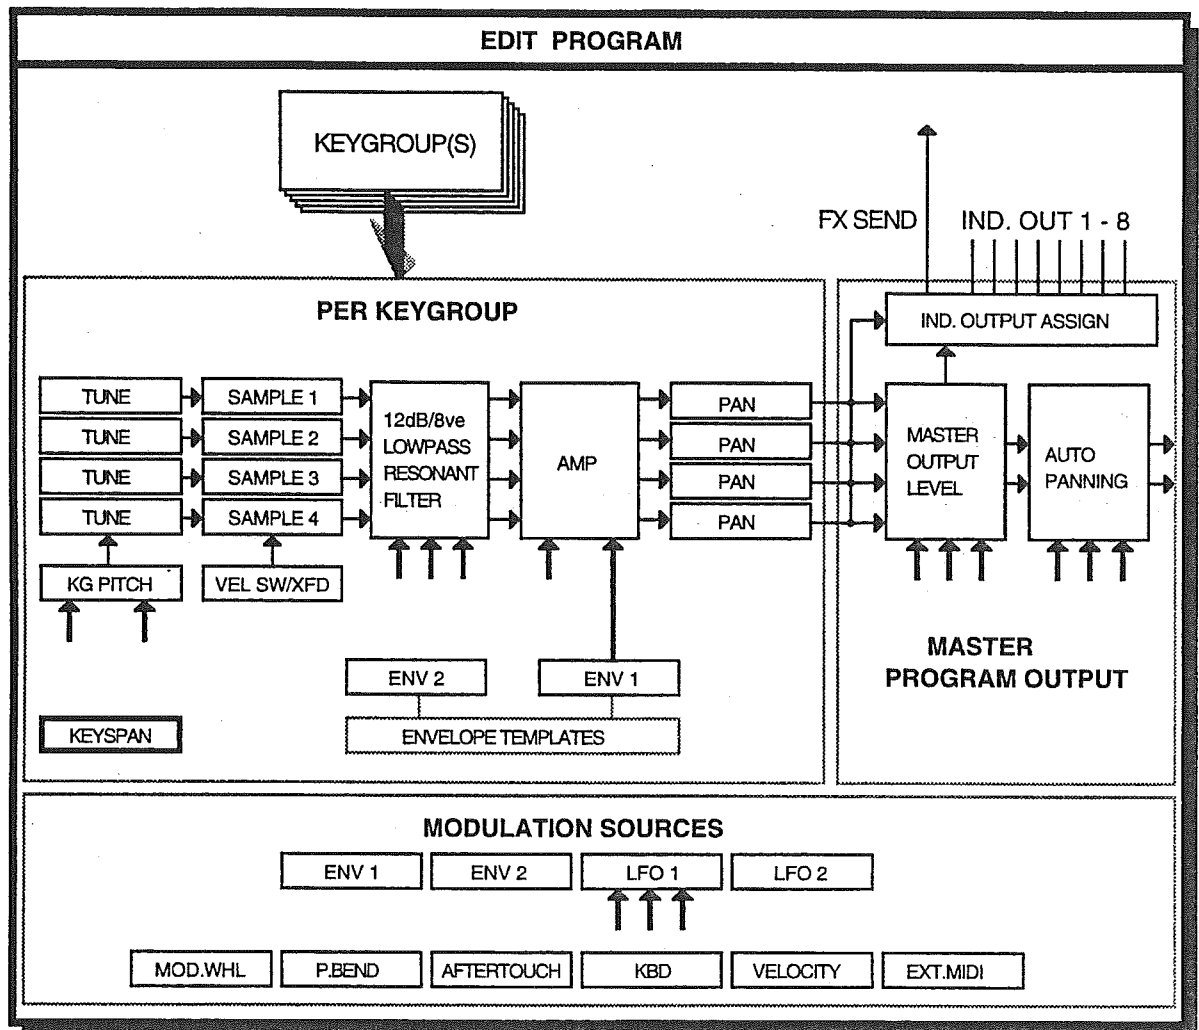 EDIT PROGRAM
KEYGROUP(S)
FX SEND
IND. OUT 1 - 8
PER KEYGROUP
IND. OUTPUT ASSIGN
TUNE
SAMPLE 1
TUNE
SAMPLE 2
TUNE
SAMPLE 3
TUNE
SAMPLE 4
12dB/8ve
LOWPASS
RESONANT
FILTER
AMP
PAN
PAN
PAN
PAN
MASTER
OUTPUT
LEVEL
AUTO
PANNING
KG PITCH
VEL SW/XFD
ENV 2
ENV 1
ENVELOPE TEMPLATES
KEYSPAN
MASTER
PROGRAM OUTPUT
MODULATION SOURCES
ENV 1
ENV 2
LFO 1
LFO 2
MOD.WHL
P.BEND
AFTERTOUCH
KBD
VELOCITY
EXT.MIDI